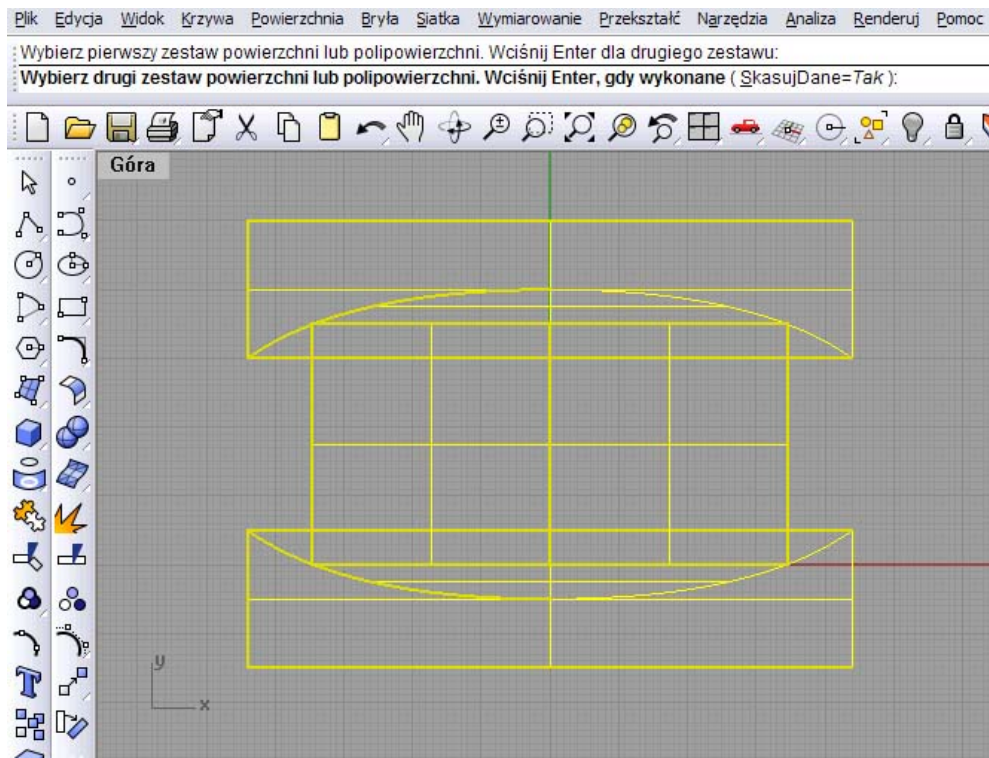 Plik Edycja Widok Krzywa Powierzchnia Bryła Siatka Wymiarowanie Przekształć Narzędzia Analiza Renderuj Pomoc
Wybierz pierwszy zestaw powierzchni lub polipowierzchni. Wciśnij Enter dla drugiego zestawu:
Wybierz drugi zestaw powierzchni lub polipowierzchni. Wciśnij Enter, gdy wykonane ( SkasujDane=Tak ):
Góra
y
x